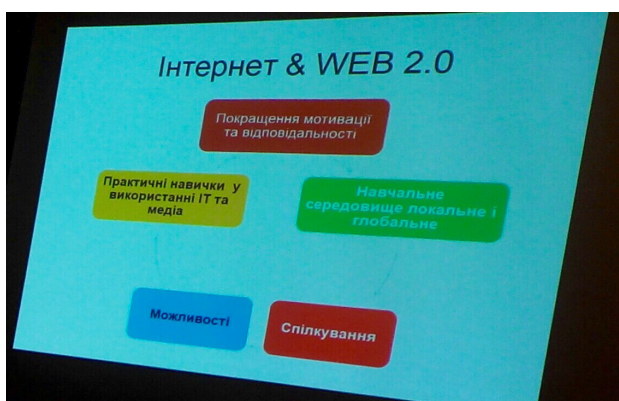 Інтернет & WEB 2.0
Покращення мотивації
та відповідальності
Практичні навички у
використанні ІТ та
медіа
Навчальне
середовище локальне і
глобальне
Можливості
Спілкування